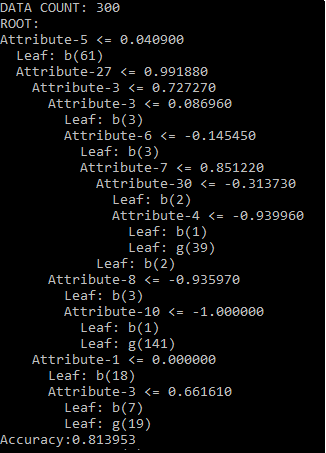 DATA COUNT: 300
ROOT:
Attribute-5 <= 0.040900
  Leaf: b(61)
  Attribute-27 <= 0.991880
    Attribute-3 <= 0.727270
      Attribute-3 <= 0.086960
        Leaf: b(3)
        Attribute-6 <= -0.145450
          Leaf: b(3)
          Attribute-7 <= 0.851220
            Attribute-30 <= -0.313730
              Leaf: b(2)
              Attribute-4 <= -0.939960
                Leaf: b(1)
                Leaf: g(39)
            Leaf: b(2)
      Attribute-8 <= -0.935970
        Leaf: b(3)
        Attribute-10 <= -1.000000
          Leaf: b(1)
          Leaf: g(141)
    Attribute-1 <= 0.000000
      Leaf: b(18)
      Attribute-3 <= 0.661610
        Leaf: b(7)
        Leaf: g(19)
Accuracy:0.813953